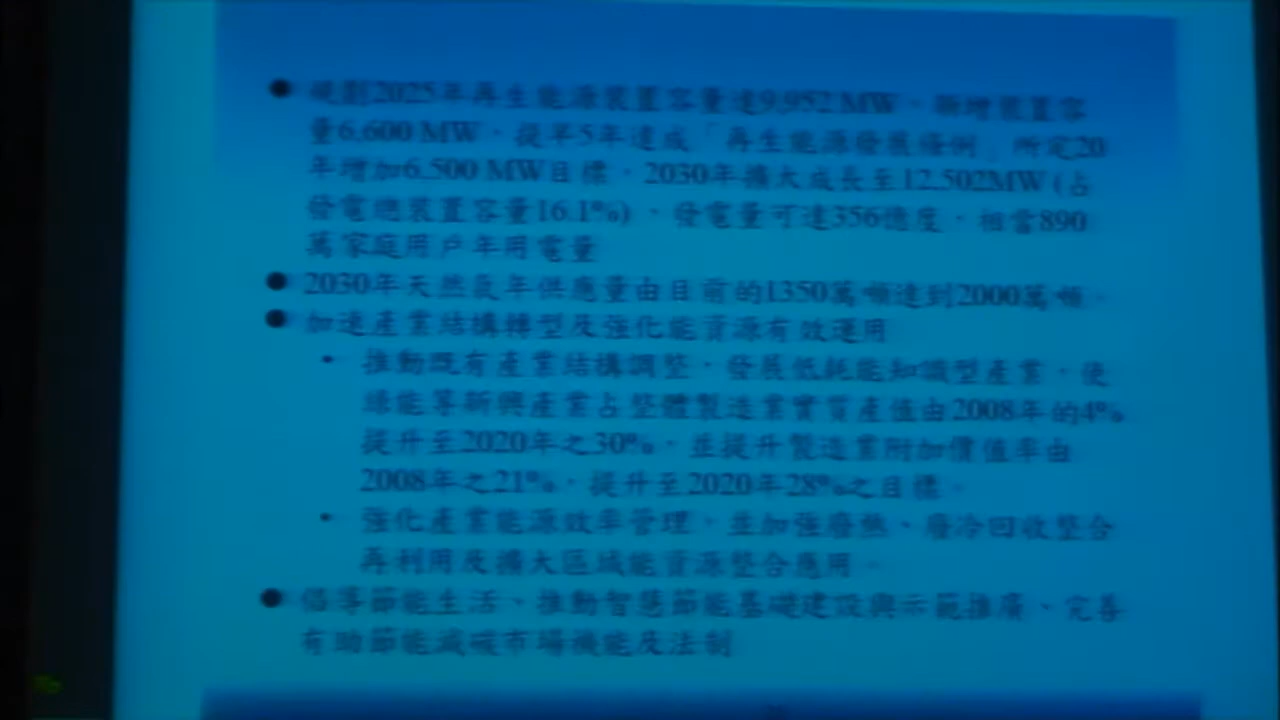 ● 規劃2025年再生能源裝置容量達9,952 MW,新增裝置容
量6,600 MW,提早5年達成「再生能源發展條例」所定20
年增加6,500 MW目標,2030年擴大成長至12,502MW (占
發電總裝置容量16.1%),發電量可達356億度,相當890
萬家庭用戶年用電量
● 2030年天然氣年供應量由目前的1350萬噸達到2000萬噸。
● 加速產業結構轉型及強化能資源有效運用
• 推動既有產業結構調整,發展低耗能知識型產業,使
綠能等新興產業占整體製造業實質產值由2008年的4%
提升至2020年之30%,並提升製造業附加價值率由
2008年之21%,提升至2020年28%之目標。
• 強化產業能源效率管理,並加強廢熱、廢冷回收整合
再利用及擴大區域能資源整合應用。
● 倡導節能生活、推動智慧節能基礎建設與示範推廣、完善
有助節能減碳市場機能及法制